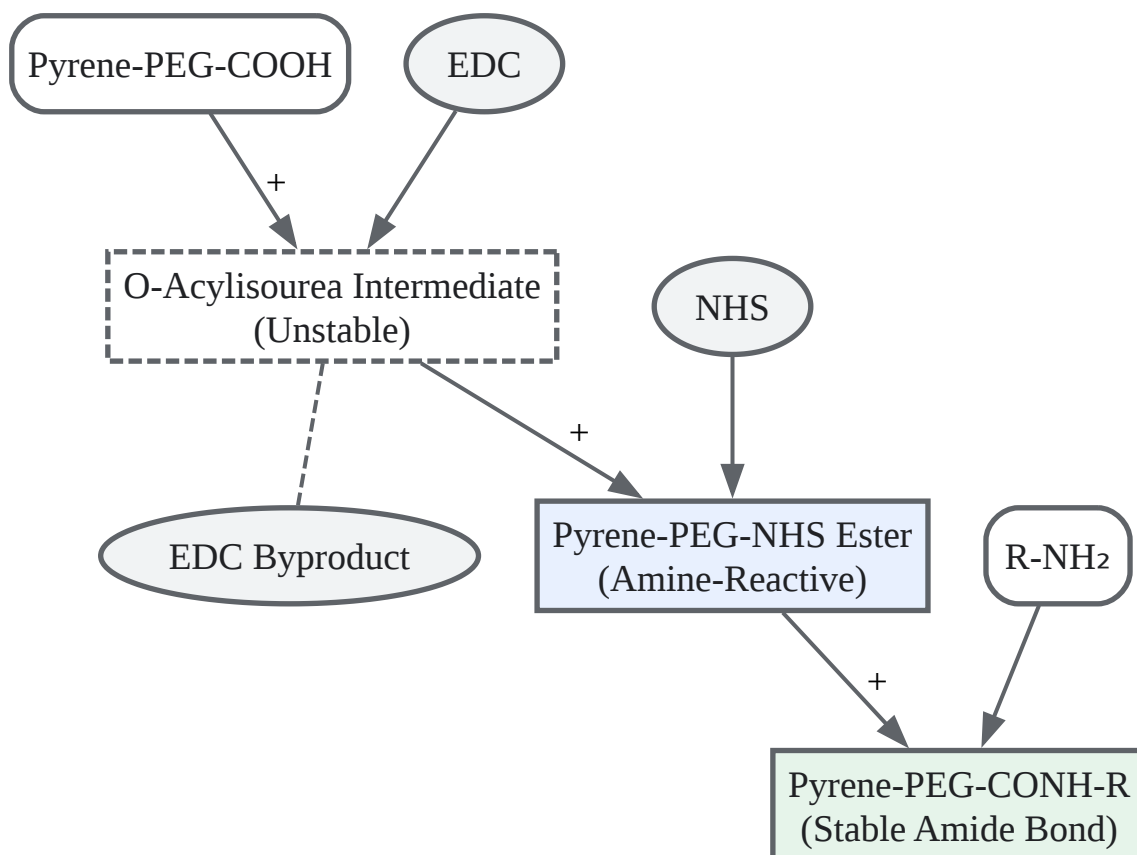 Pyrene-PEG-COOH
EDC
+
O-Acylisourea Intermediate
(Unstable)
NHS
+
EDC Byproduct
Pyrene-PEG-NHS Ester
(Amine-Reactive)
R-NH₂
+
Pyrene-PEG-CONH-R
(Stable Amide Bond)